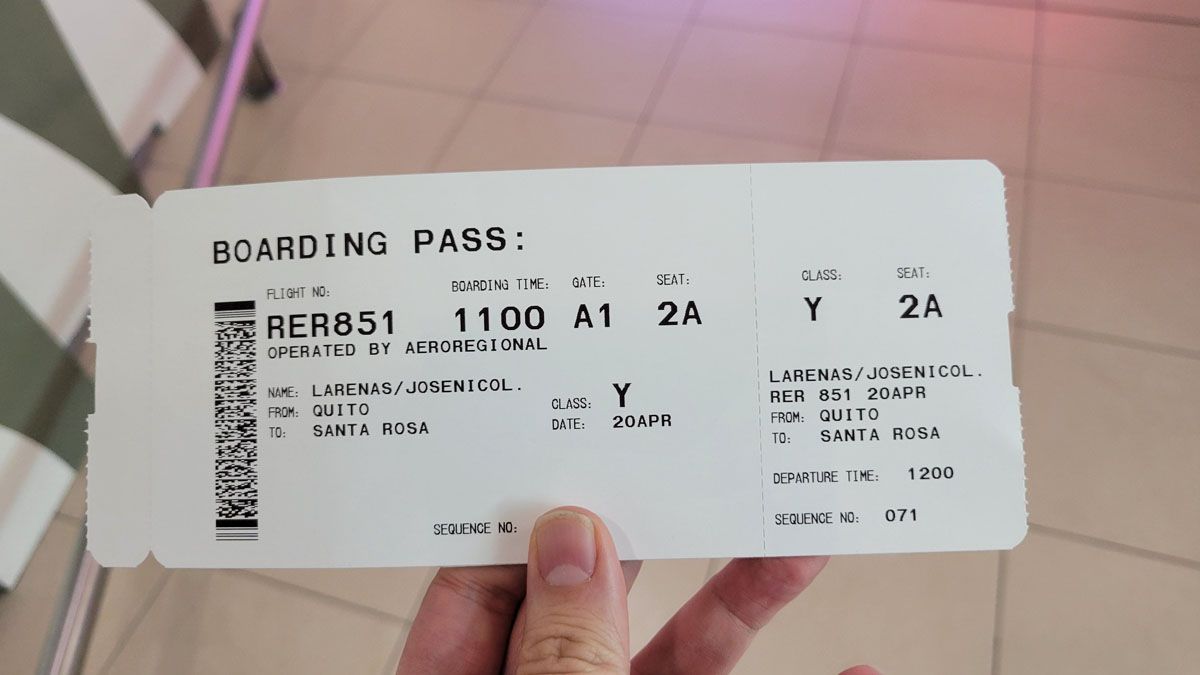 BOARDING PASS:
FLIGHT NO: BOARDING TIME: GATE: SEAT:
RER851 1100 A1 2A
OPERATED BY AEROREGIONAL
NAME: LARENAS/JOSENICOL.
FROM: QUITO
TO: SANTA ROSA
CLASS: Y
DATE: 20APR
SEQUENCE NO:
CLASS: SEAT:
Y 2A
LARENAS/JOSENICOL.
RER 851 20APR
FROM: QUITO
TO: SANTA ROSA
DEPARTURE TIME: 1200
SEQUENCE NO: 071